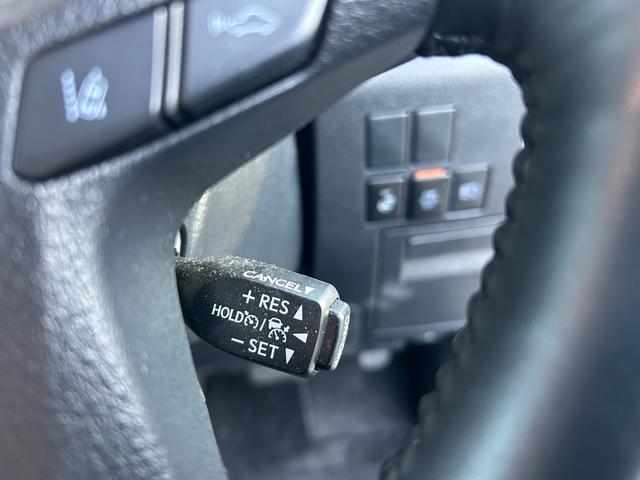 CANCEL
+ RES
HOLD /
− SET